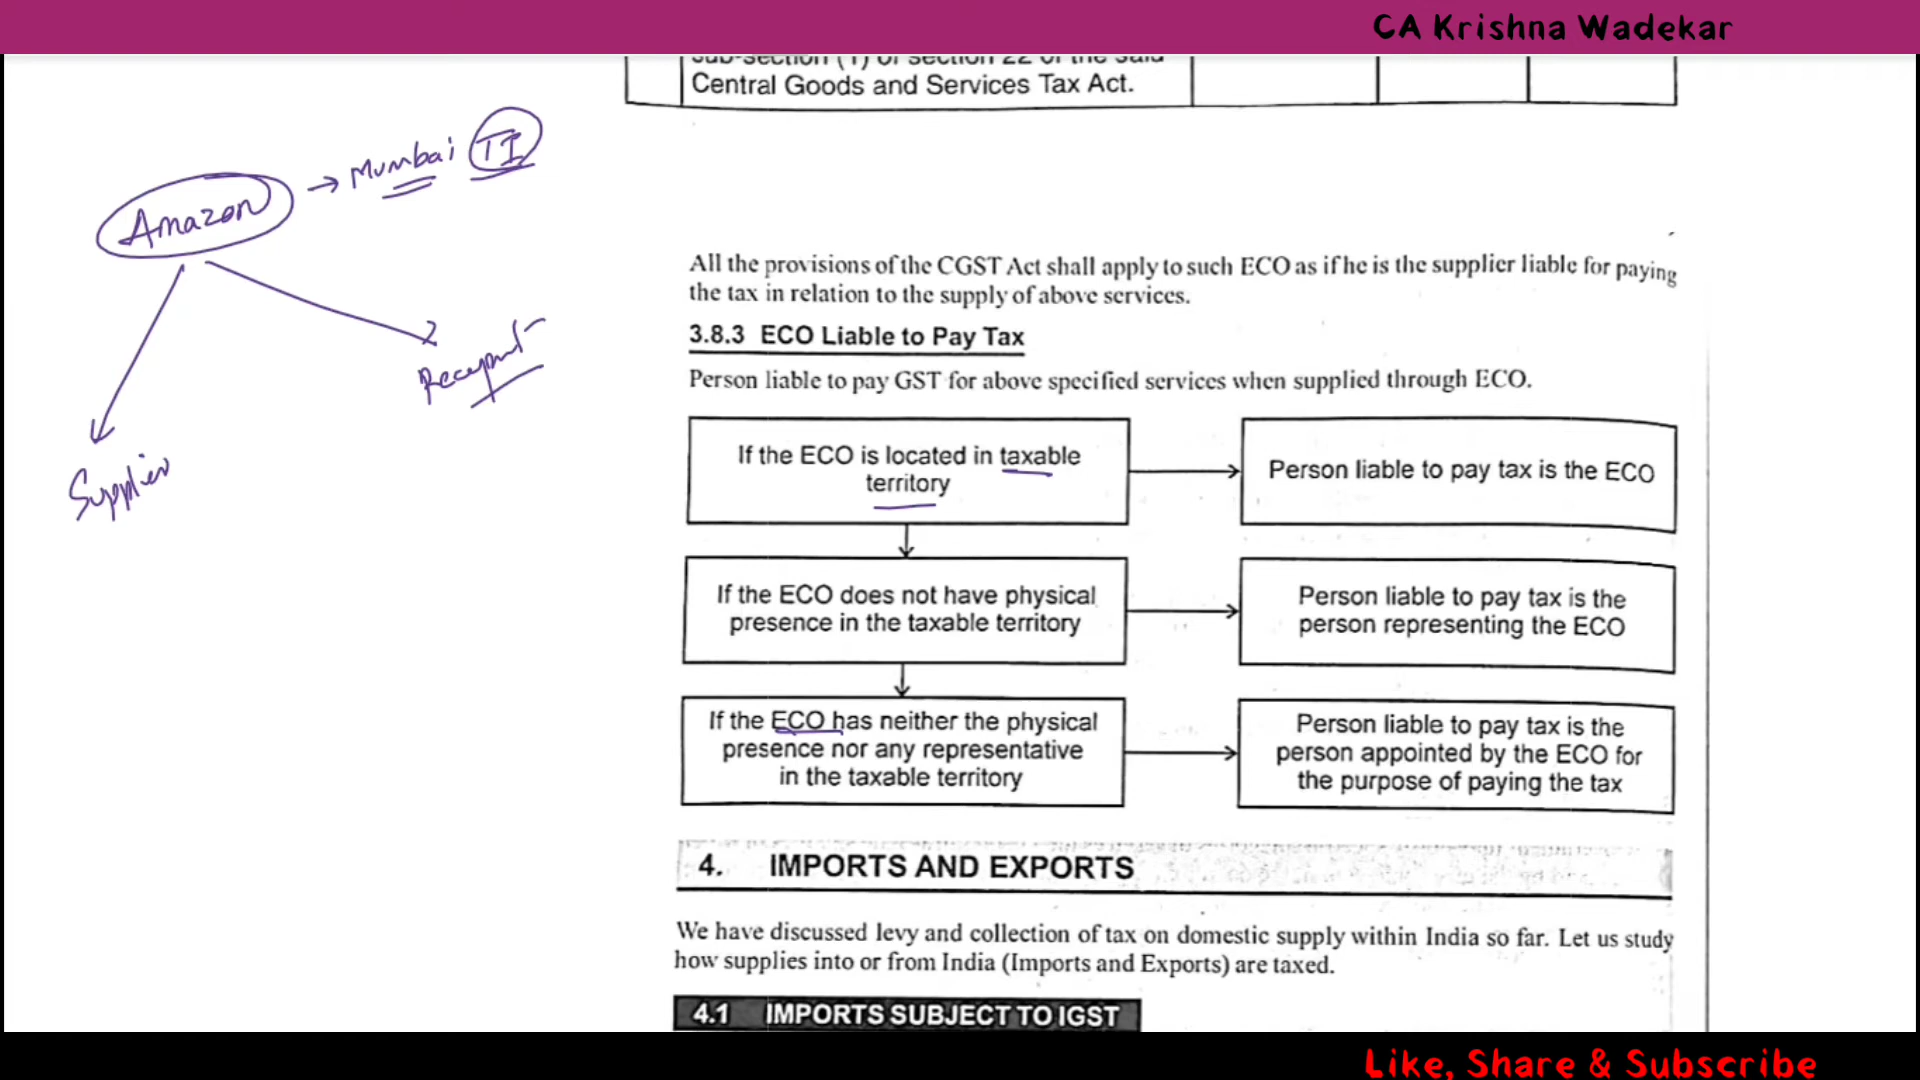 CA Krishna Wadekar
sub-section (1) of section 22 of the said
Central Goods and Services Tax Act.
Amazon → Mumbai TI
Supplier
All the provisions of the CGST Act shall apply to such ECO as if he is the supplier liable for paying
the tax in relation to the supply of above services.
3.8.3 ECO Liable to Pay Tax
Person liable to pay GST for above specified services when supplied through ECO.
If the ECO is located in taxable
territory
Person liable to pay tax is the ECO
If the ECO does not have physical
presence in the taxable territory
Person liable to pay tax is the
person representing the ECO
If the ECO has neither the physical
presence nor any representative
in the taxable territory
Person liable to pay tax is the
person appointed by the ECO for
the purpose of paying the tax
4. IMPORTS AND EXPORTS
We have discussed levy and collection of tax on domestic supply within India so far. Let us study
how supplies into or from India (Imports and Exports) are taxed.
4.1 IMPORTS SUBJECT TO IGST
Like, Share & Subscribe